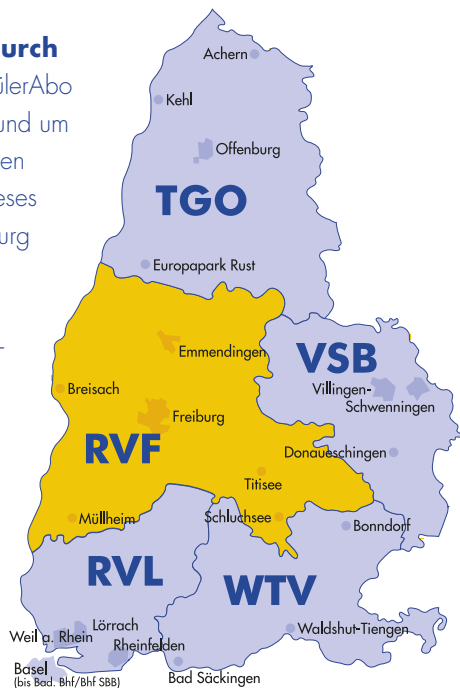 urch
ülerAbo
und um
en
eses
urg
Achern
Kehl
Offenburg
TGO
Europapark Rust
Emmendingen
VSB
Villingen-
Schwenningen
Breisach
Freiburg
RVF
Donaueschingen
Titisee
Müllheim
Schluchsee
Bonndorf
RVL
WTV
Lörrach
Weil a. Rhein
Waldshut-Tiengen
Rheinfelden
Basel
(bis Bad. Bhf/Bhf SBB)
Bad Säckingen